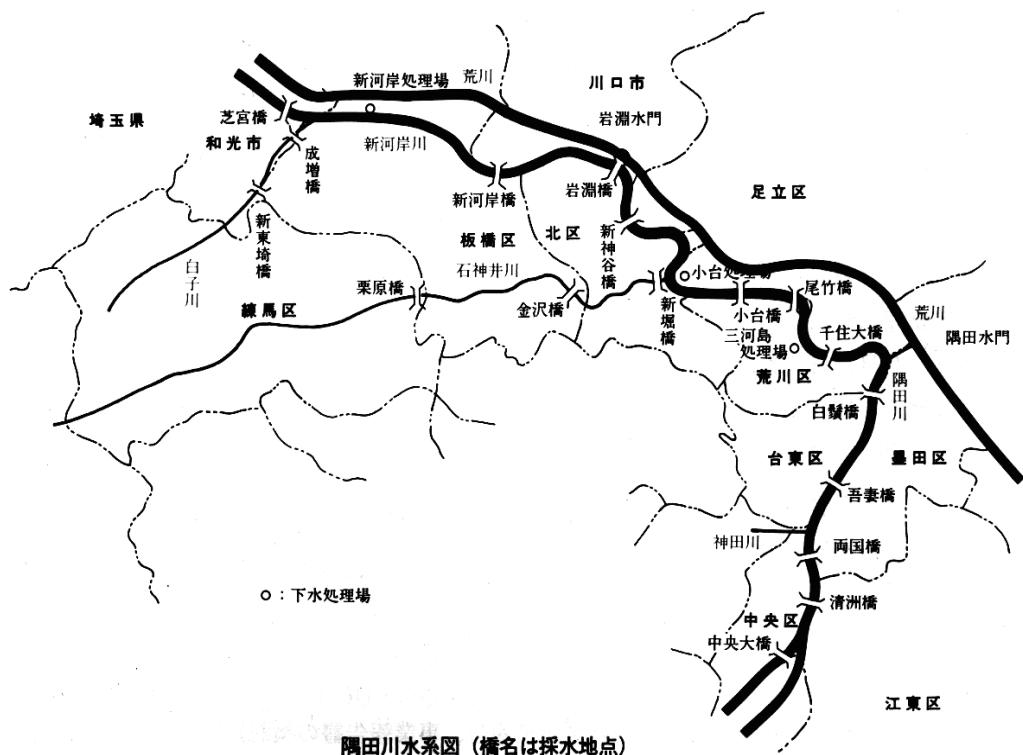 新河岸処理場
荒川
川口市
埼玉県
芝宮橋
岩淵水門
和光市
成増橋
新河岸川
岩淵橋
足立区
新河岸橋
新東埼橋
白子川
板橋区
北区
新神谷橋
石神井川
栗原橋
小台処理場
尾竹橋
練馬区
金沢橋
新堀橋
小台橋
荒川
三河島
処理場
千住大橋
隅田水門
荒川区
隅田川
白鬚橋
台東区
墨田区
吾妻橋
神田川
両国橋
○:下水処理場
清洲橋
中央区
中央大橋
江東区
隅田川水系図(橋名は採水地点)